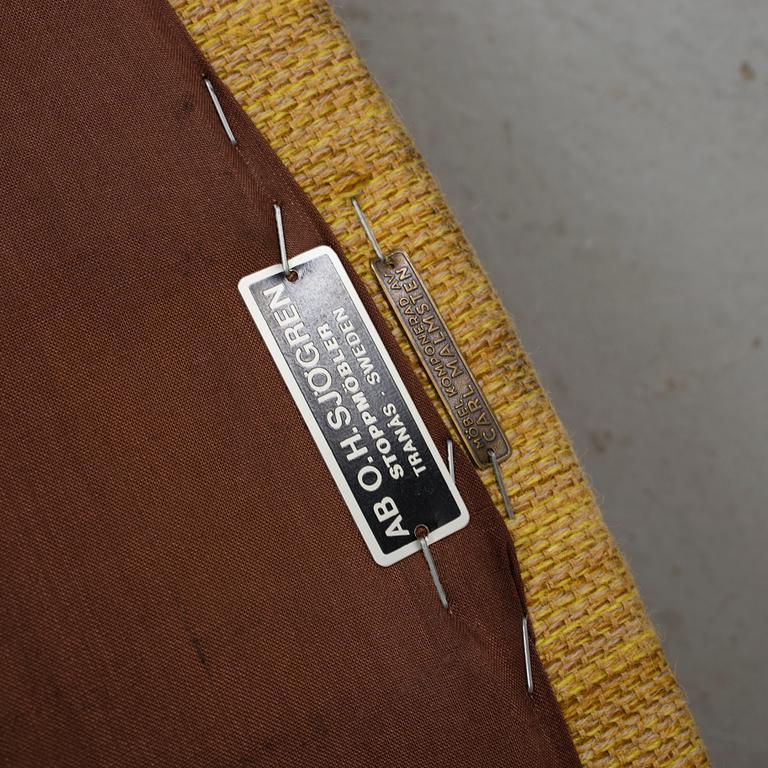 AB O.H. SJÖGREN
STOPPMÖBLER
TRANÅS · SWEDEN
MÖBEL KOMPONERAD AV
CARL MALMSTEN